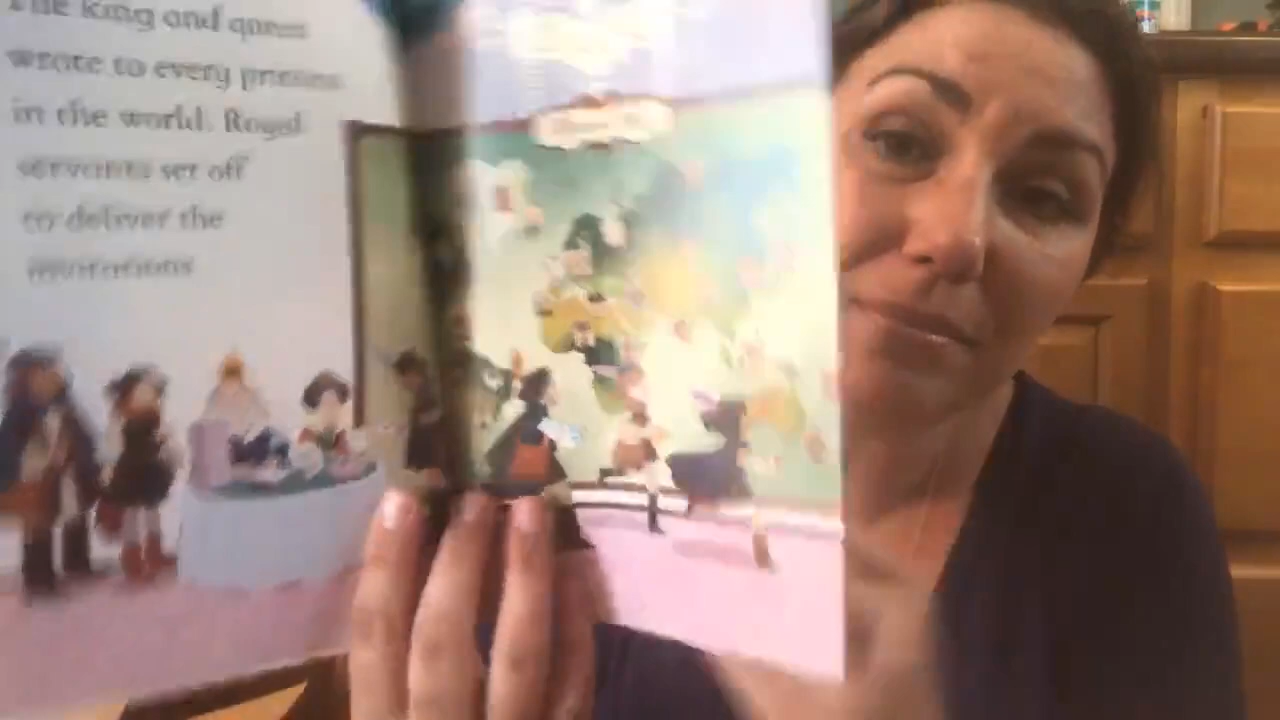 The king and queen
wrote to every princess
in the world. Royal
servants set off
to deliver the
invitations